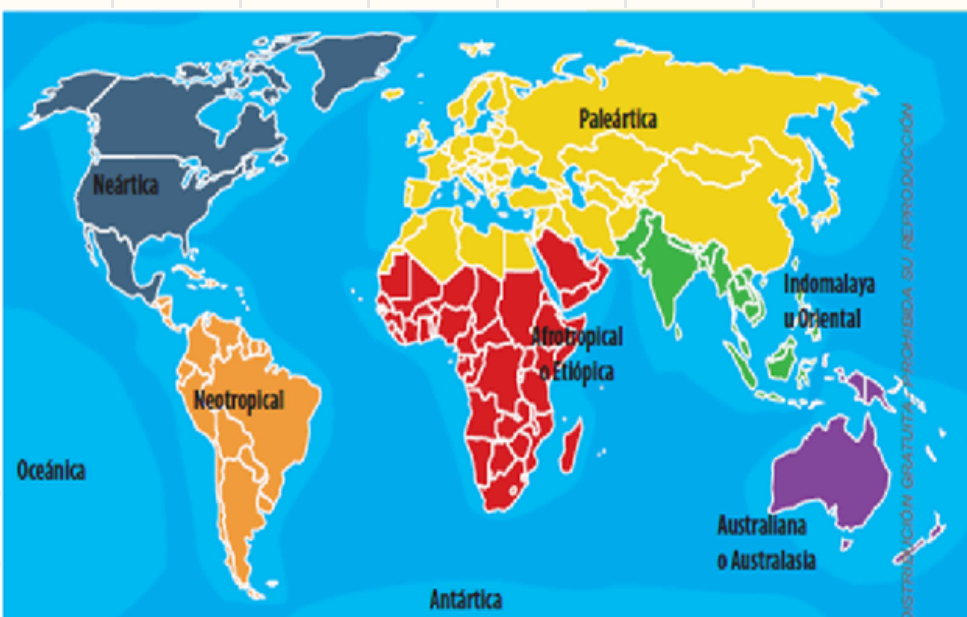 Paleártica
Neártica
Indomalaya
u Oriental
Afrotropical
o Etiópica
Neotropical
Oceánica
Australiana
o Australasia
Antártica
DISTRIBUCIÓN GRATUITA. PROHIBIDA SU REPRODUCCIÓN